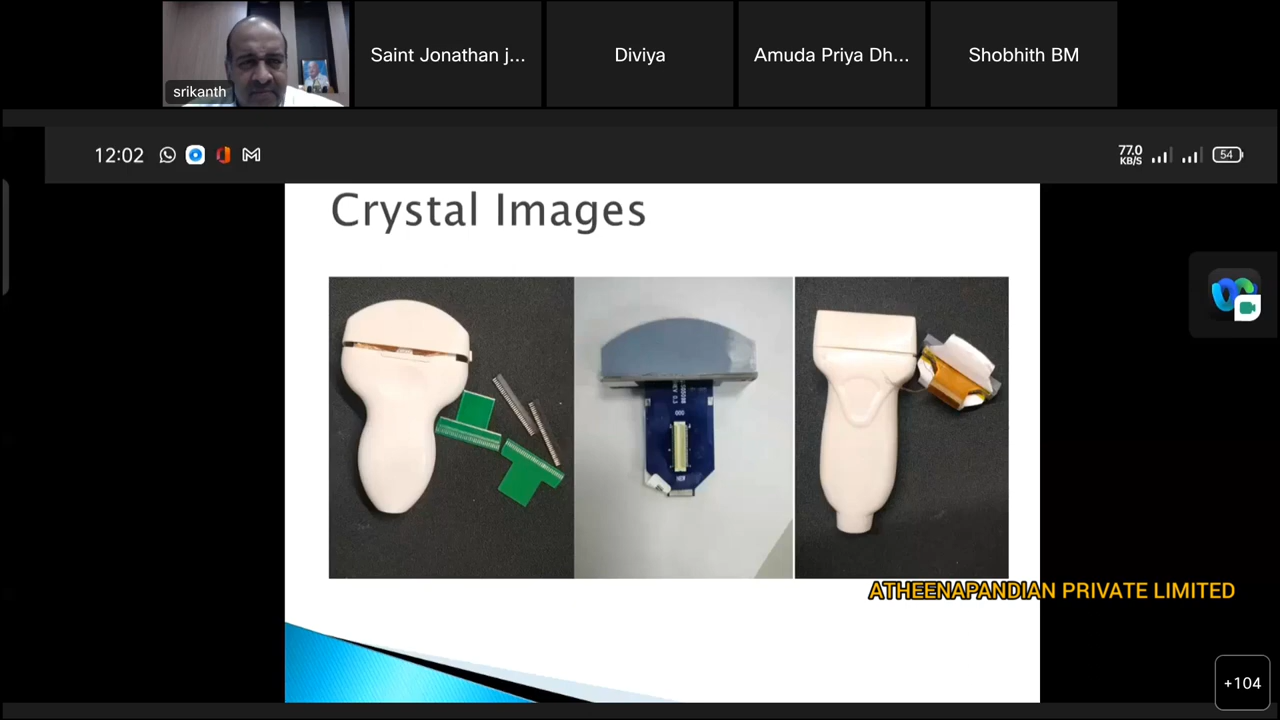 Saint Jonathan j...
Diviya
Amuda Priya Dh...
Shobhith BM
srikanth
12:02
77.0
KB/S
54
Crystal Images
ATHEENAPANDIAN PRIVATE LIMITED
+104